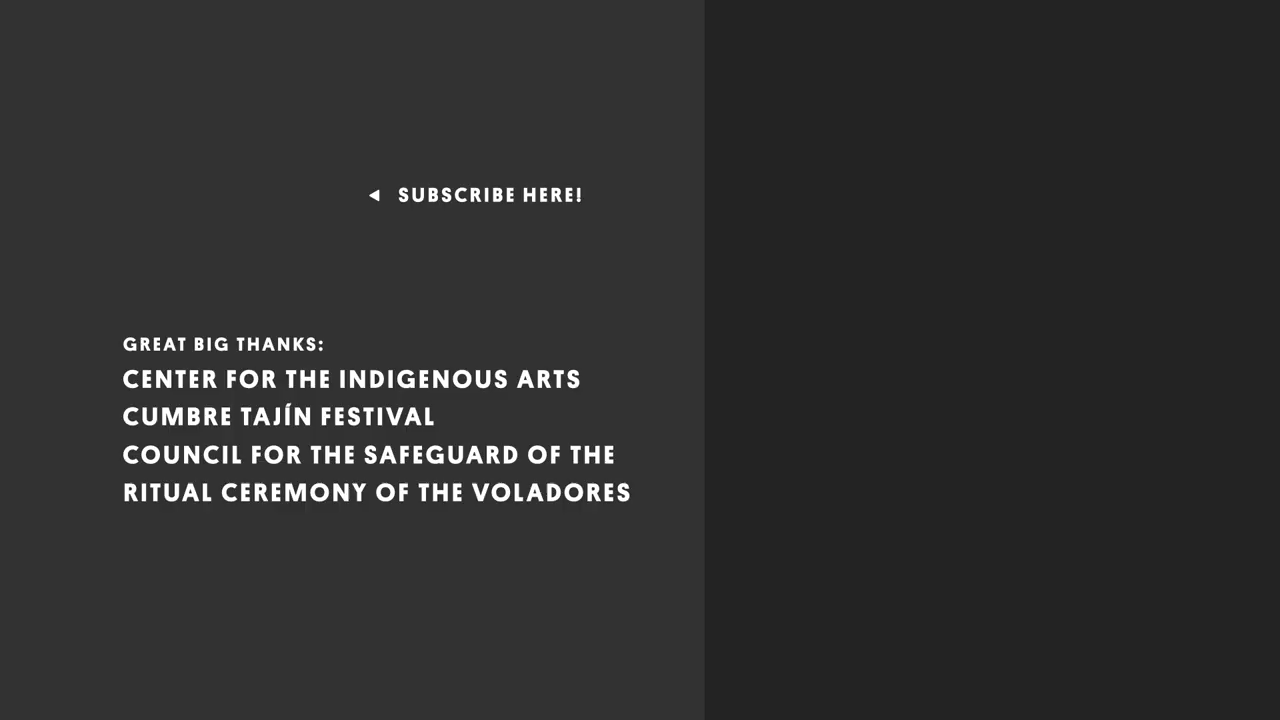 SUBSCRIBE HERE!
GREAT BIG THANKS:
CENTER FOR THE INDIGENOUS ARTS
CUMBRE TAJÍN FESTIVAL
COUNCIL FOR THE SAFEGUARD OF THE
RITUAL CEREMONY OF THE VOLADORES